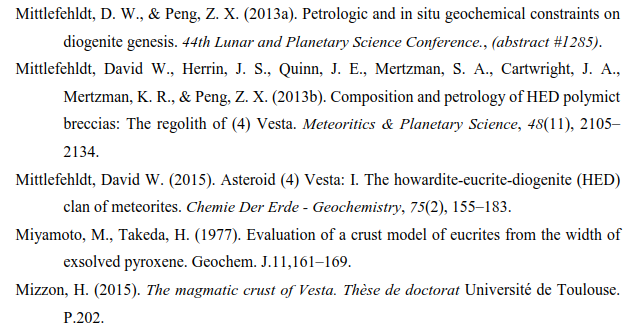 Mittlefehldt, D. W., & Peng, Z. X. (2013a). Petrologic and in situ geochemical constraints on
diogenite genesis. 44th Lunar and Planetary Science Conference., (abstract #1285).
Mittlefehldt, David W., Herrin, J. S., Quinn, J. E., Mertzman, S. A., Cartwright, J. A.,
Mertzman, K. R., & Peng, Z. X. (2013b). Composition and petrology of HED polymict
breccias: The regolith of (4) Vesta. Meteoritics & Planetary Science, 48(11), 2105–
2134.
Mittlefehldt, David W. (2015). Asteroid (4) Vesta: I. The howardite-eucrite-diogenite (HED)
clan of meteorites. Chemie Der Erde - Geochemistry, 75(2), 155–183.
Miyamoto, M., Takeda, H. (1977). Evaluation of a crust model of eucrites from the width of
exsolved pyroxene. Geochem. J.11,161–169.
Mizzon, H. (2015). The magmatic crust of Vesta. Thèse de doctorat Université de Toulouse.
P.202.